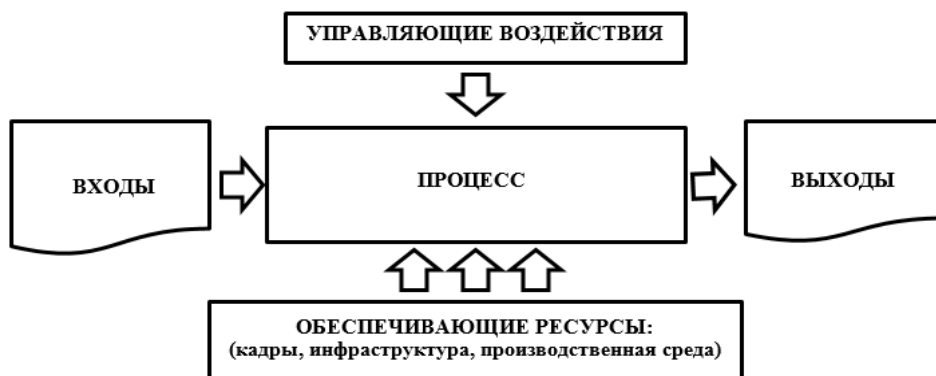 УПРАВЛЯЮЩИЕ ВОЗДЕЙСТВИЯ
ВХОДЫ
ПРОЦЕСС
ВЫХОДЫ
ОБЕСПЕЧИВАЮЩИЕ РЕСУРСЫ:
(кадры, инфраструктура, производственная среда)